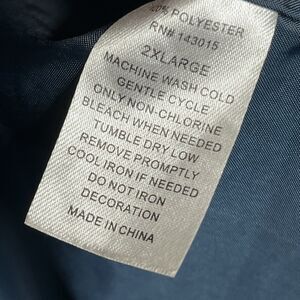 POLYESTER
RN# 143015
2XLARGE
MACHINE WASH COLD
GENTLE CYCLE
ONLY NON-CHLORINE
BLEACH WHEN NEEDED
TUMBLE DRY LOW
REMOVE PROMPTLY
COOL IRON IF NEEDED
DO NOT IRON
DECORATION
MADE IN CHINA